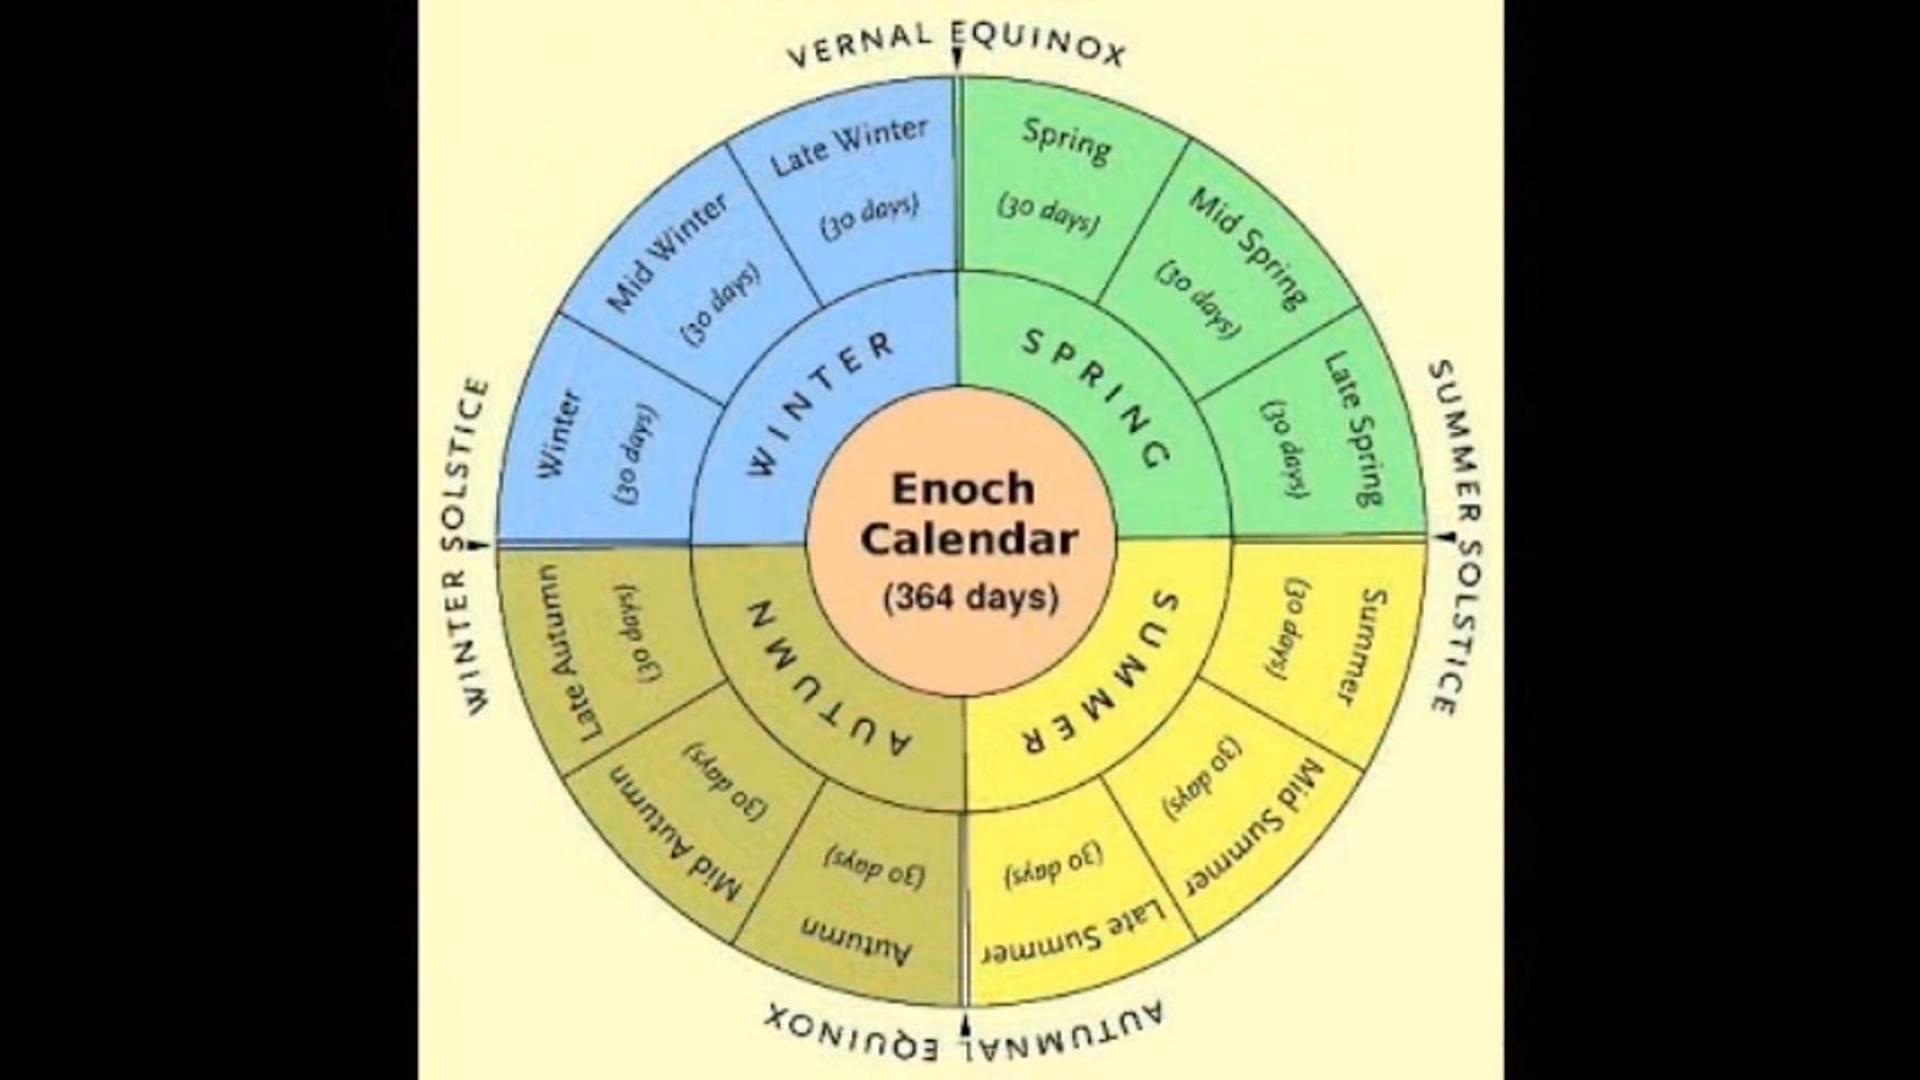 VERNAL EQUINOX
Spring
(30 days)
Mid Spring
(30 days)
Late Spring
(30 days)
SUMMER SOLSTICE
Summer
(30 days)
Mid Summer
(30 days)
Late Summer
(30 days)
AUTUMNAL EQUINOX
Autumn
(30 days)
Mid Autumn
(30 days)
Late Autumn
(30 days)
WINTER SOLSTICE
Winter
(30 days)
Mid Winter
(30 days)
Late Winter
(30 days)
SPRING
SUMMER
AUTUMN
WINTER
Enoch
Calendar
(364 days)